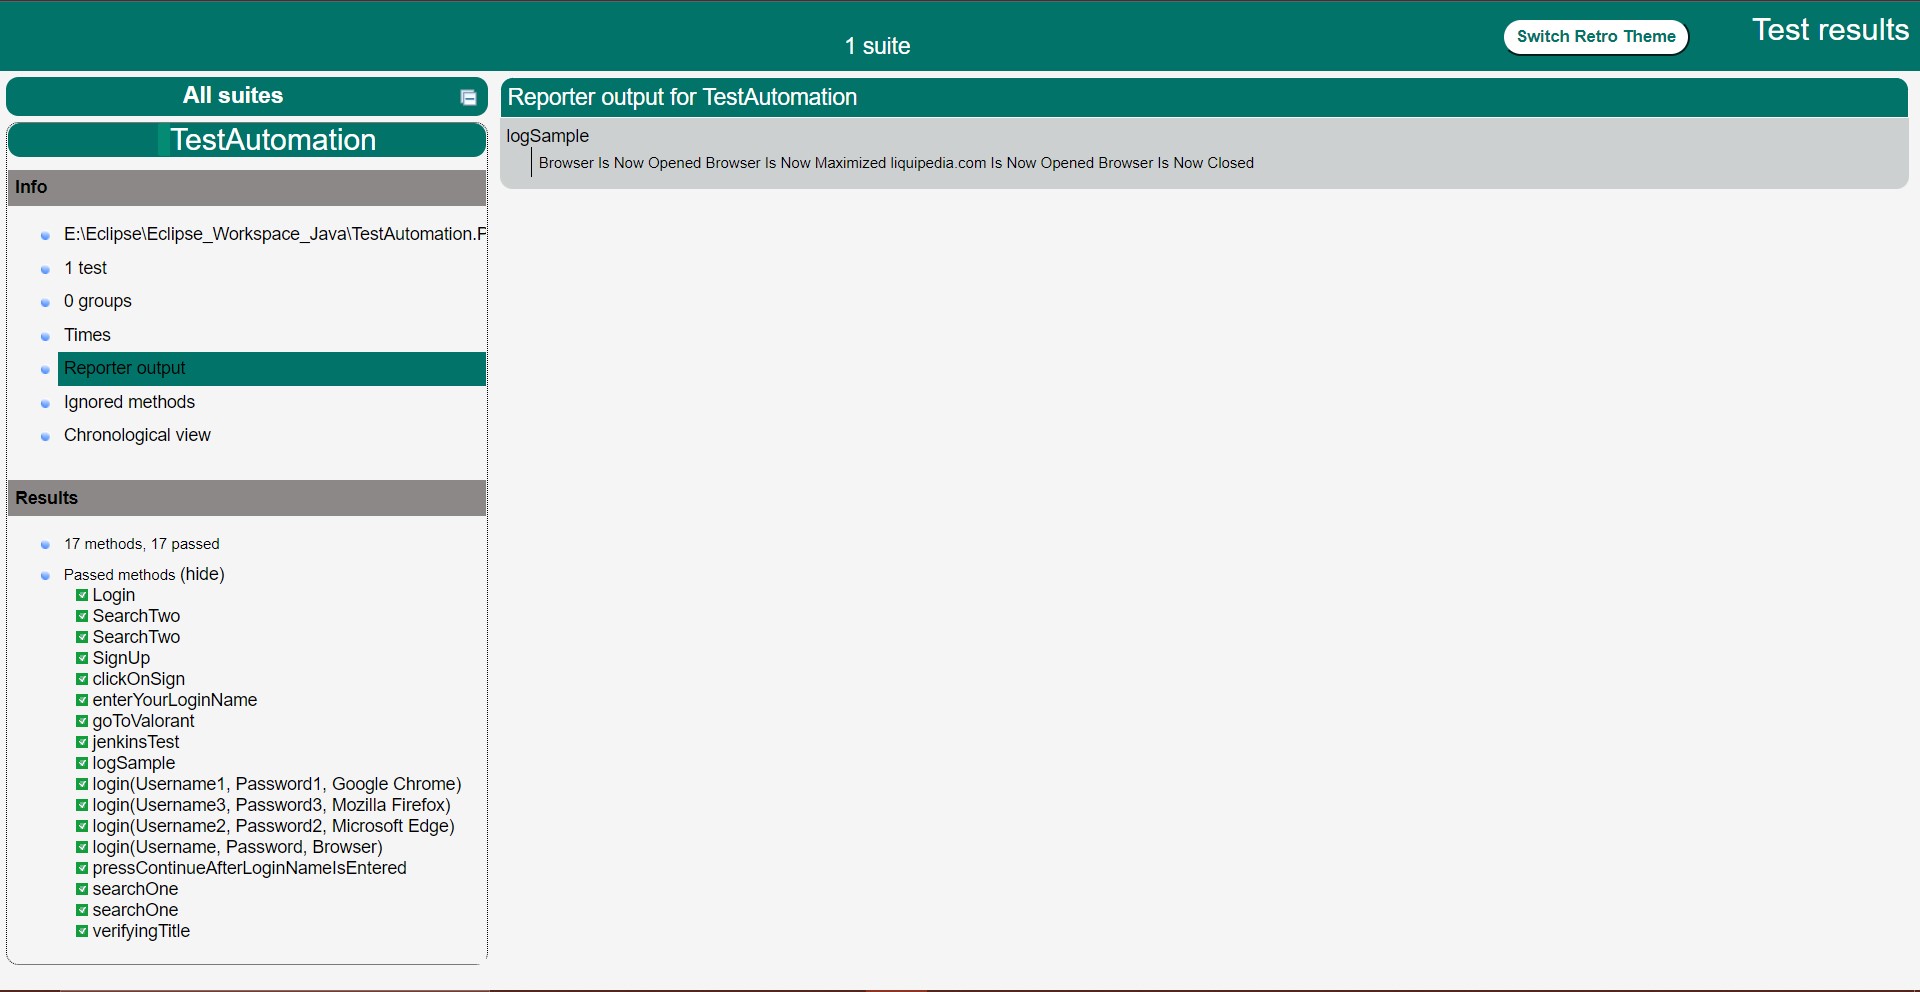 1 suite
Switch Retro Theme
Test results
All suites
TestAutomation
Info
E:\Eclipse\Eclipse_Workspace_Java\TestAutomation.F
1 test
0 groups
Times
Reporter output
Ignored methods
Chronological view
Results
17 methods, 17 passed
Passed methods (hide)
Login
SearchTwo
SearchTwo
SignUp
clickOnSign
enterYourLoginName
goToValorant
jenkinsTest
logSample
login(Username1, Password1, Google Chrome)
login(Username3, Password3, Mozilla Firefox)
login(Username2, Password2, Microsoft Edge)
login(Username, Password, Browser)
pressContinueAfterLoginNameIsEntered
searchOne
searchOne
verifyingTitle
Reporter output for TestAutomation
logSample
Browser Is Now Opened Browser Is Now Maximized liquipedia.com Is Now Opened Browser Is Now Closed